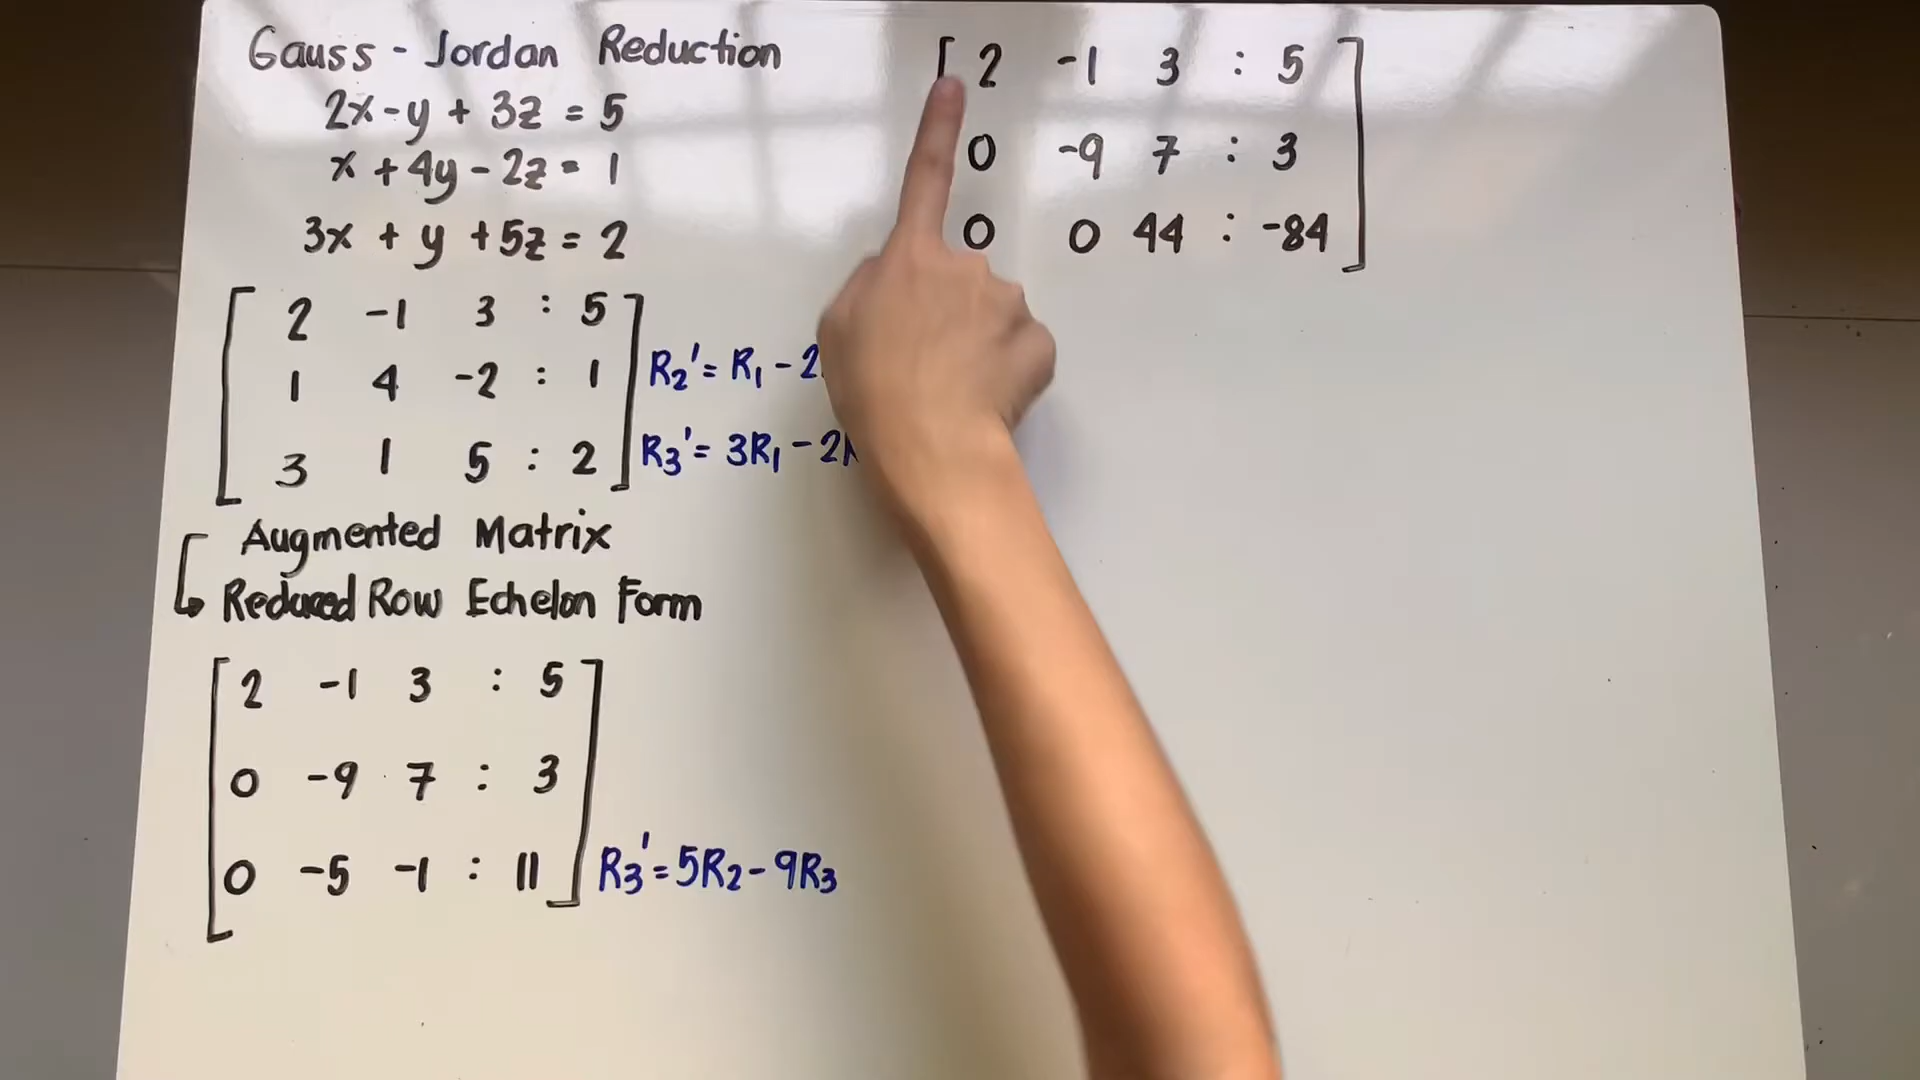 Gauss - Jordan Reduction
2x - y + 3z = 5
x + 4y - 2z = 1
3x + y + 5z = 2
2 -1 3 : 5
1 4 -2 : 1 R₂' = R₁ - 2
3 1 5 : 2 R₃' = 3R₁ - 2
Augmented Matrix
↳ Reduced Row Echelon Form
2 -1 3 : 5
0 -9 7 : 3
0 -5 -1 : 11 R₃' = 5R₂ - 9R₃
2 -1 3 : 5
0 -9 7 : 3
0 0 44 : -84